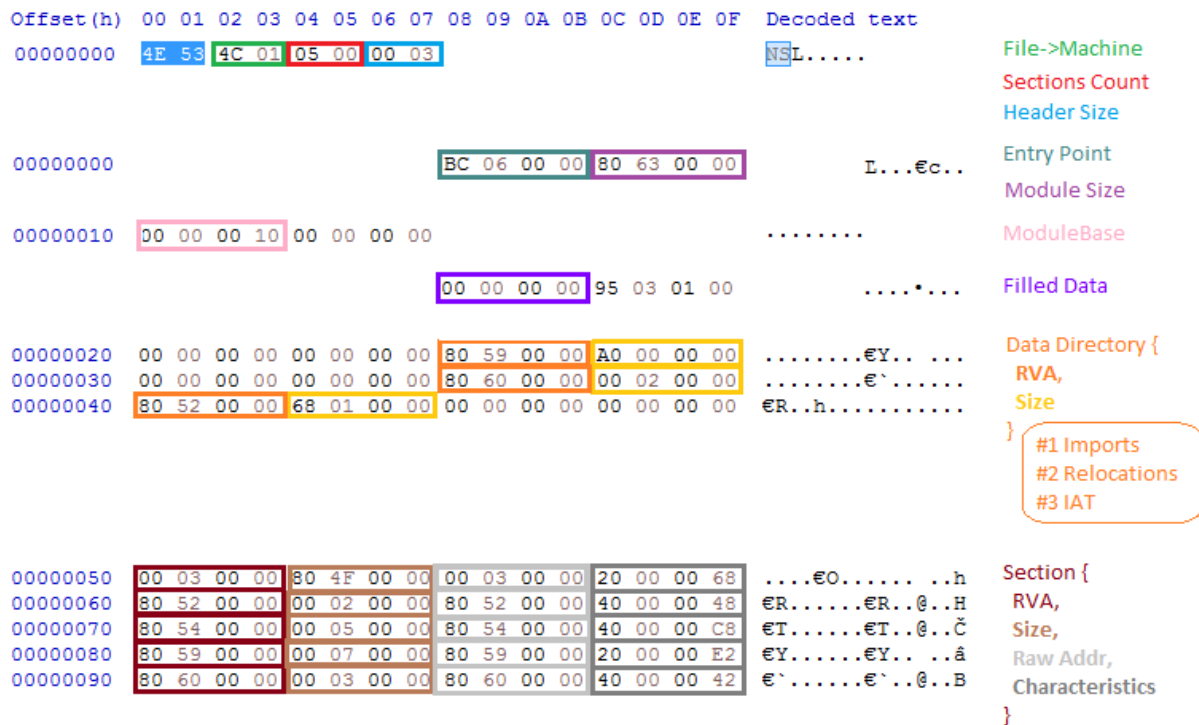 Offset(h) 00 01 02 03 04 05 06 07 08 09 0A 0B 0C 0D 0E 0F Decoded text
00000000 4E 53 4C 01 05 00 00 03 NSL..... File->Machine
Sections Count
Header Size
00000000 BC 06 00 00 80 63 00 00 Ľ...€c.. Entry Point
Module Size
00000010 00 00 00 10 00 00 00 00 ........ ModuleBase
00 00 00 00 95 03 01 00 ....•... Filled Data
00000020 00 00 00 00 00 00 00 00 80 59 00 00 A0 00 00 00 ........€Y.. ... Data Directory {
00000030 00 00 00 00 00 00 00 00 80 60 00 00 00 02 00 00 ........€`...... RVA,
00000040 80 52 00 00 68 01 00 00 00 00 00 00 00 00 00 00 €R..h........... Size
}
#1 Imports
#2 Relocations
#3 IAT
00000050 00 03 00 00 80 4F 00 00 00 03 00 00 20 00 00 68 ....€O...... ..h Section {
00000060 80 52 00 00 00 02 00 00 80 52 00 00 40 00 00 48 €R......€R..@..H RVA,
00000070 80 54 00 00 00 05 00 00 80 54 00 00 40 00 00 C8 €T......€T..@..Č Size,
00000080 80 59 00 00 00 07 00 00 80 59 00 00 20 00 00 E2 €Y......€Y.. ..â Raw Addr,
00000090 80 60 00 00 00 03 00 00 80 60 00 00 40 00 00 42 €`......€`..@..B Characteristics
}